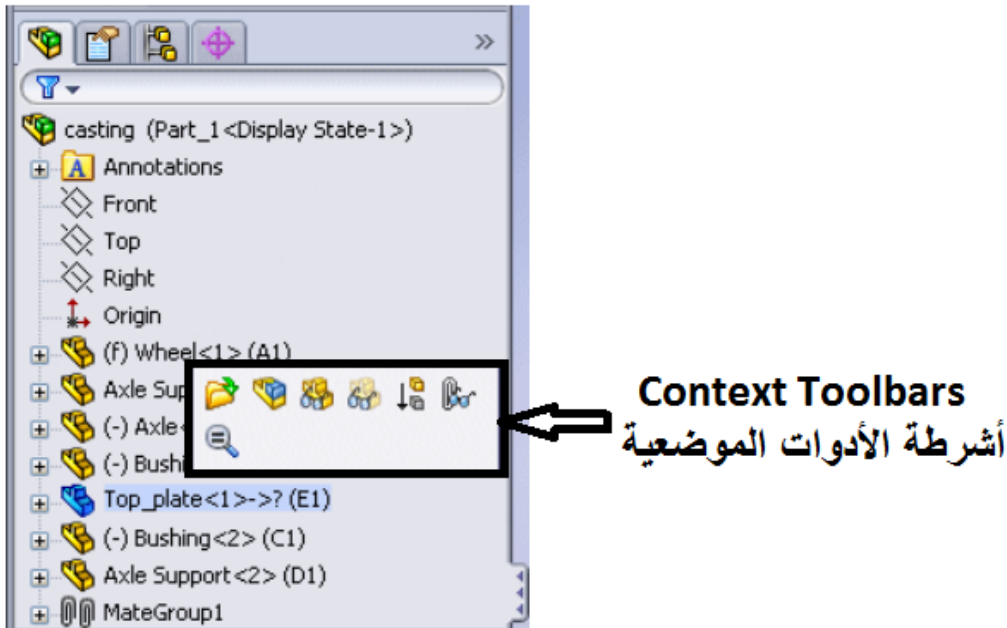 casting (Part_1<Display State-1>)
A Annotations
Front
Top
Right
Origin
(f) Wheel<1> (A1)
Axle Sup
(-) Axle<
(-) Bushi
Top_plate<1>->? (E1)
(-) Bushing<2> (C1)
Axle Support<2> (D1)
MateGroup1
Context Toolbars
أشرطة الأدوات الموضعية